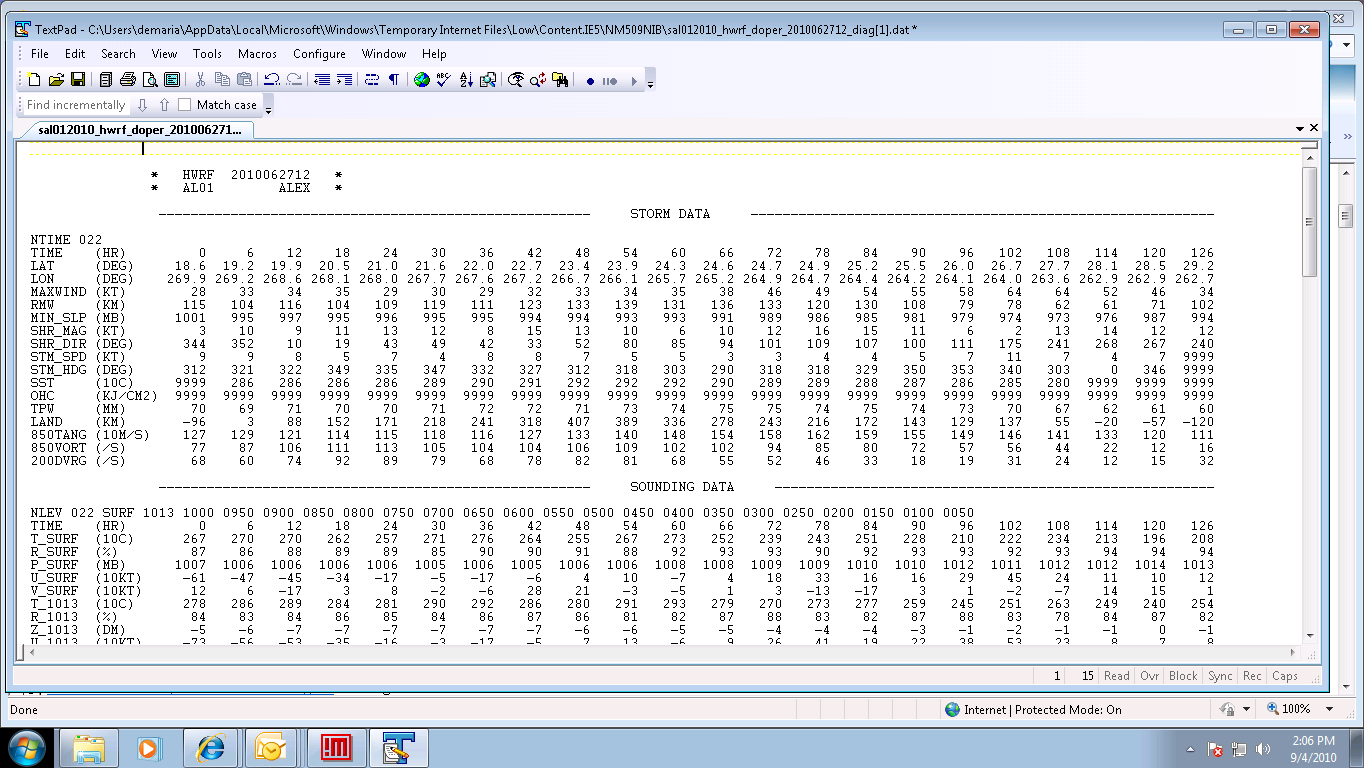 TextPad - C:\Users\demaria\AppData\Local\Microsoft\Windows\Temporary Internet Files\Low\Content.IE5\NM509NIB\sal012010_hwrf_doper_2010062712_diag[1].dat *
File Edit Search View Tools Macros Configure Window Help
Find incrementally Match case
sal012010_hwrf_doper_201006271...
* HWRF 2010062712 *
* AL01 ALEX *
STORM DATA
NTIME 022
TIME (HR) 0 6 12 18 24 30 36 42 48 54 60 66 72 78 84 90 96 102 108 114 120 126
LAT (DEG) 18.6 19.2 19.9 20.5 21.0 21.6 22.0 22.7 23.4 23.9 24.3 24.6 24.7 24.9 25.2 25.5 26.0 26.7 27.7 28.1 28.5 29.2
LON (DEG) 269.9 269.2 268.6 268.1 268.0 267.7 267.6 267.2 266.7 266.1 265.7 265.2 264.9 264.7 264.4 264.2 264.1 264.0 263.6 262.9 262.9 262.7
MAXWIND (KT) 28 33 34 35 29 30 29 32 33 34 35 38 46 49 54 55 58 64 64 52 46 34
RMW (KM) 115 104 116 104 109 119 111 123 133 139 131 136 133 120 130 108 79 78 62 61 71 102
MIN_SLP (MB) 1001 995 997 995 996 995 995 994 994 993 993 991 989 986 985 981 979 974 973 976 987 994
SHR_MAG (KT) 3 10 9 11 13 12 8 15 13 10 6 10 12 16 15 11 6 2 13 14 12 12
SHR_DIR (DEG) 344 352 10 19 43 49 42 33 52 80 85 94 101 109 107 100 111 175 241 268 267 240
STM_SPD (KT) 9 9 8 5 7 4 8 8 7 5 5 3 3 4 4 5 7 11 7 4 7 9999
STM_HDG (DEG) 312 321 322 349 335 347 332 327 312 318 303 290 318 318 329 350 353 340 303 0 346 9999
SST (10C) 9999 286 286 286 286 289 290 291 292 292 292 290 289 289 288 287 286 285 280 9999 9999 9999
OHC (KJ/CM2) 9999 9999 9999 9999 9999 9999 9999 9999 9999 9999 9999 9999 9999 9999 9999 9999 9999 9999 9999 9999 9999 9999
TPW (MM) 70 69 71 70 70 71 72 72 71 73 74 75 75 74 75 74 73 70 67 62 61 60
LAND (KM) -96 3 88 152 171 218 241 318 407 389 336 278 243 216 172 143 129 137 55 -20 -57 -120
850TANG (10M/S) 127 129 121 114 115 118 116 127 133 140 148 154 158 162 159 155 149 146 141 133 120 111
850VORT (/S) 77 87 106 111 113 105 104 104 106 109 102 102 94 85 80 72 57 56 44 22 12 16
200DVRG (/S) 68 60 74 92 89 79 68 78 82 81 68 55 52 46 33 18 19 31 24 12 15 32
SOUNDING DATA
NLEV 022 SURF 1013 1000 0950 0900 0850 0800 0750 0700 0650 0600 0550 0500 0450 0400 0350 0300 0250 0200 0150 0100 0050
TIME (HR) 0 6 12 18 24 30 36 42 48 54 60 66 72 78 84 90 96 102 108 114 120 126
T_SURF (10C) 267 270 270 262 257 271 276 264 255 267 273 252 239 243 251 228 210 222 234 213 196 208
R_SURF (%) 87 86 88 89 89 85 90 90 91 88 92 93 93 90 92 93 92 93 92 94 94 94
P_SURF (MB) 1007 1006 1006 1006 1006 1005 1006 1005 1006 1006 1008 1008 1009 1009 1010 1010 1012 1013 1012 1012 1014 1013
U_SURF (10KT) -61 -47 -45 -34 -17 -5 -17 -6 4 10 -7 4 18 33 16 16 29 45 24 11 10 12
V_SURF (10KT) 12 6 -17 3 8 -2 -6 28 21 -3 -5 1 3 -13 -17 3 1 -2 -7 14 15 1
T_1013 (10C) 278 286 289 284 281 290 292 286 280 291 293 279 270 273 277 259 245 251 263 249 240 254
R_1013 (%) 84 83 84 86 85 84 86 87 86 81 82 87 88 83 82 87 88 83 78 84 87 82
Z_1013 (DM) -5 -6 -7 -7 -7 -7 -7 -6 -6 -6 -5 -5 -4 -4 -4 -3 -1 -2 -1 -1 0 -1
U_1013 (10KT) -73 -56 -53 -35 -16 -3 -17 -5 7 13 -6 9 26 41 19 22 38 53 23 8 7 8
1 15 Read Ovr Block Sync Rec Caps
Done Internet | Protected Mode: On 100%
2:06 PM
9/4/2010